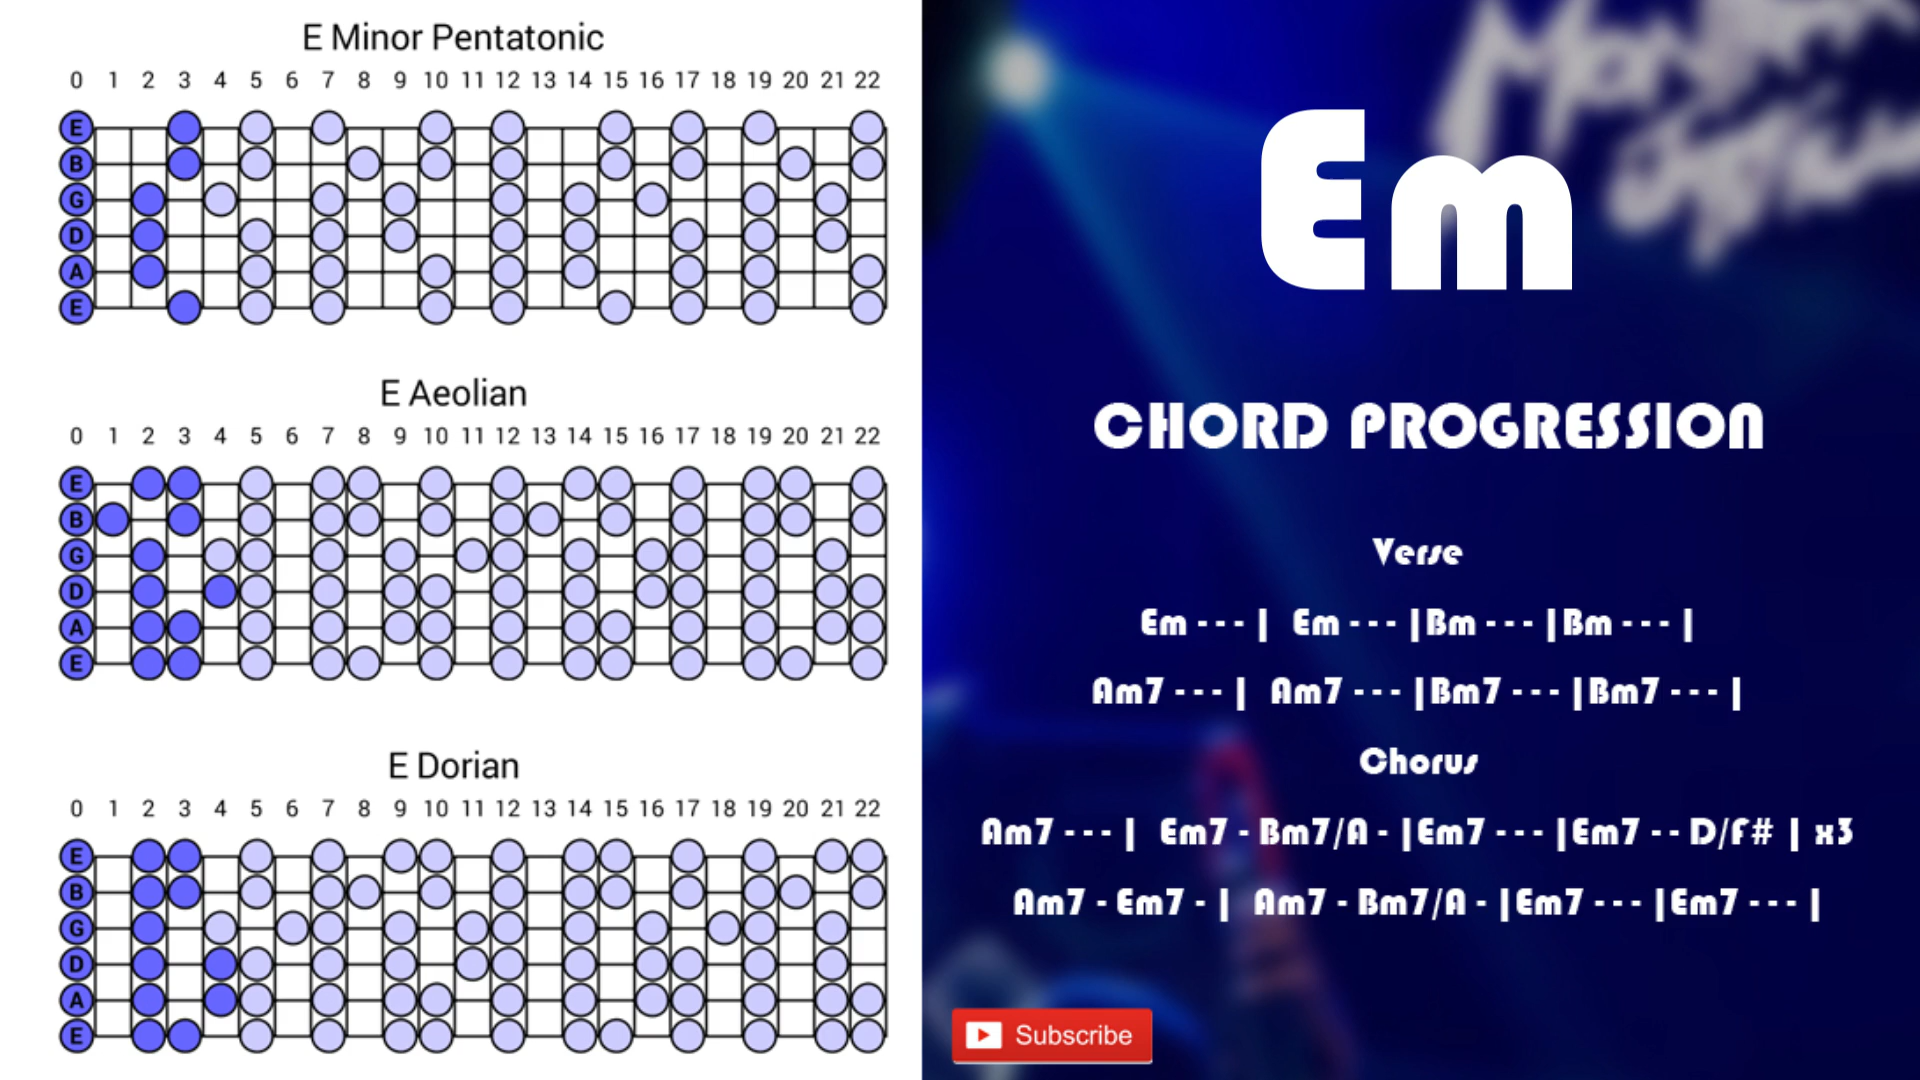 E Minor Pentatonic
0 1 2 3 4 5 6 7 8 9 10 11 12 13 14 15 16 17 18 19 20 21 22
E
B
G
D
A
E
E Aeolian
0 1 2 3 4 5 6 7 8 9 10 11 12 13 14 15 16 17 18 19 20 21 22
E
B
G
D
A
E
E Dorian
0 1 2 3 4 5 6 7 8 9 10 11 12 13 14 15 16 17 18 19 20 21 22
E
B
G
D
A
E
Em
CHORD PROGRESSION
Verse
Em - - - | Em - - - |Bm - - - |Bm - - - |
Am7 - - - | Am7 - - - |Bm7 - - - |Bm7 - - - |
Chorus
Am7 - - - | Em7 - Bm7/A - |Em7 - - - |Em7 - - D/F# | x3
Am7 - Em7 - | Am7 - Bm7/A - |Em7 - - - |Em7 - - - |
Subscribe